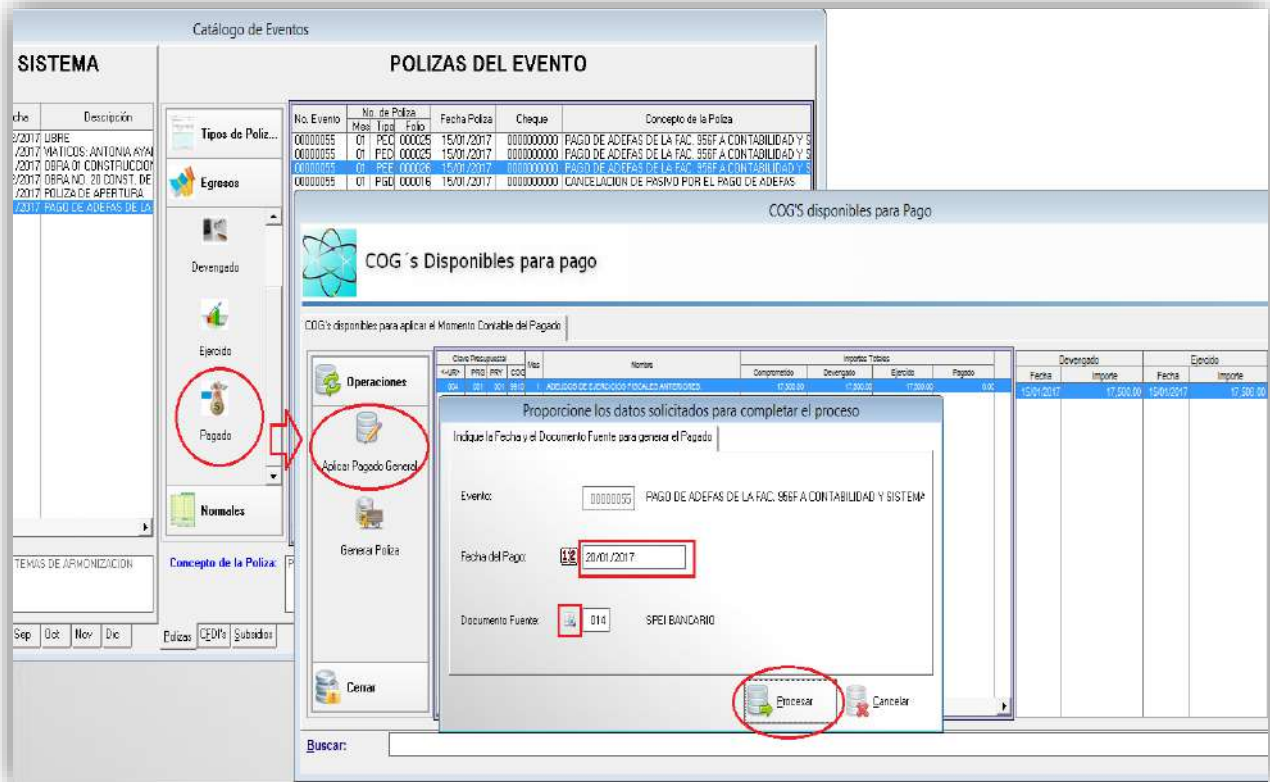 Catálogo de Eventos
SISTEMA
POLIZAS DEL EVENTO
cha Descripción
2/2017 LIBRE
/2017 VIATICOS: ANTONIA AYA
/2017 OBRA 01 CONSTRUCCION
2/2017 OBRA NO. 20 CONST. DE
/2017 POLIZA DE APERTURA
/2017 PAGO DE ADEFAS DE LA
Tipos de Poliz...
Egresos
Devengado
Ejercido
Pagado
Normales
No. Evento No. de Poliza Fecha Poliza Cheque Concepto de la Poliza
Mes Tipo Folio
00000055 01 PEC 000025 15/01/2017 0000000000 PAGO DE ADEFAS DE LA FAC. 956F A CONTABILIDAD Y S
00000055 01 PED 000025 15/01/2017 0000000000 PAGO DE ADEFAS DE LA FAC. 956F A CONTABILIDAD Y S
00000055 01 PEE 000026 15/01/2017 0000000000 PAGO DE ADEFAS DE LA FAC. 956F A CONTABILIDAD Y S
00000055 01 PGD 000016 15/01/2017 0000000000 CANCELACION DE PASIVO POR EL PAGO DE ADEFAS
TEMAS DE ARMONIZACION
Concepto de la Poliza: P
Sep Oct Nov Dic
Polizas CFDI's Subsidios
COG'S disponibles para Pago
COG´s Disponibles para pago
COG's disponibles para aplicar el Momento Contable del Pagado
Operaciones
Aplicar Pagado General
Generar Poliza
Cerrar
Clave Presupuestal Mes Nombre Importes Totales
<<UR> PRG PRY COG Comprometido Devengado Ejercido Pagado
004 001 001 9910 1 ADEUDOS DE EJERCICIOS FISCALES ANTERIORES. 17,500.00 17,500.00 17,500.00 0.00
Devengado Ejercido
Fecha Importe Fecha Importe
15/01/2017 17,500.00 15/01/2017 17,500.00
Proporcione los datos solicitados para completar el proceso
Indique la Fecha y el Documento Fuente para generar el Pagado
Evento: 00000055 PAGO DE ADEFAS DE LA FAC. 956F A CONTABILIDAD Y SISTEMA
Fecha del Pago: 12 20/01/2017
Documento Fuente: 014 SPEI BANCARIO
Procesar Cancelar
Buscar: